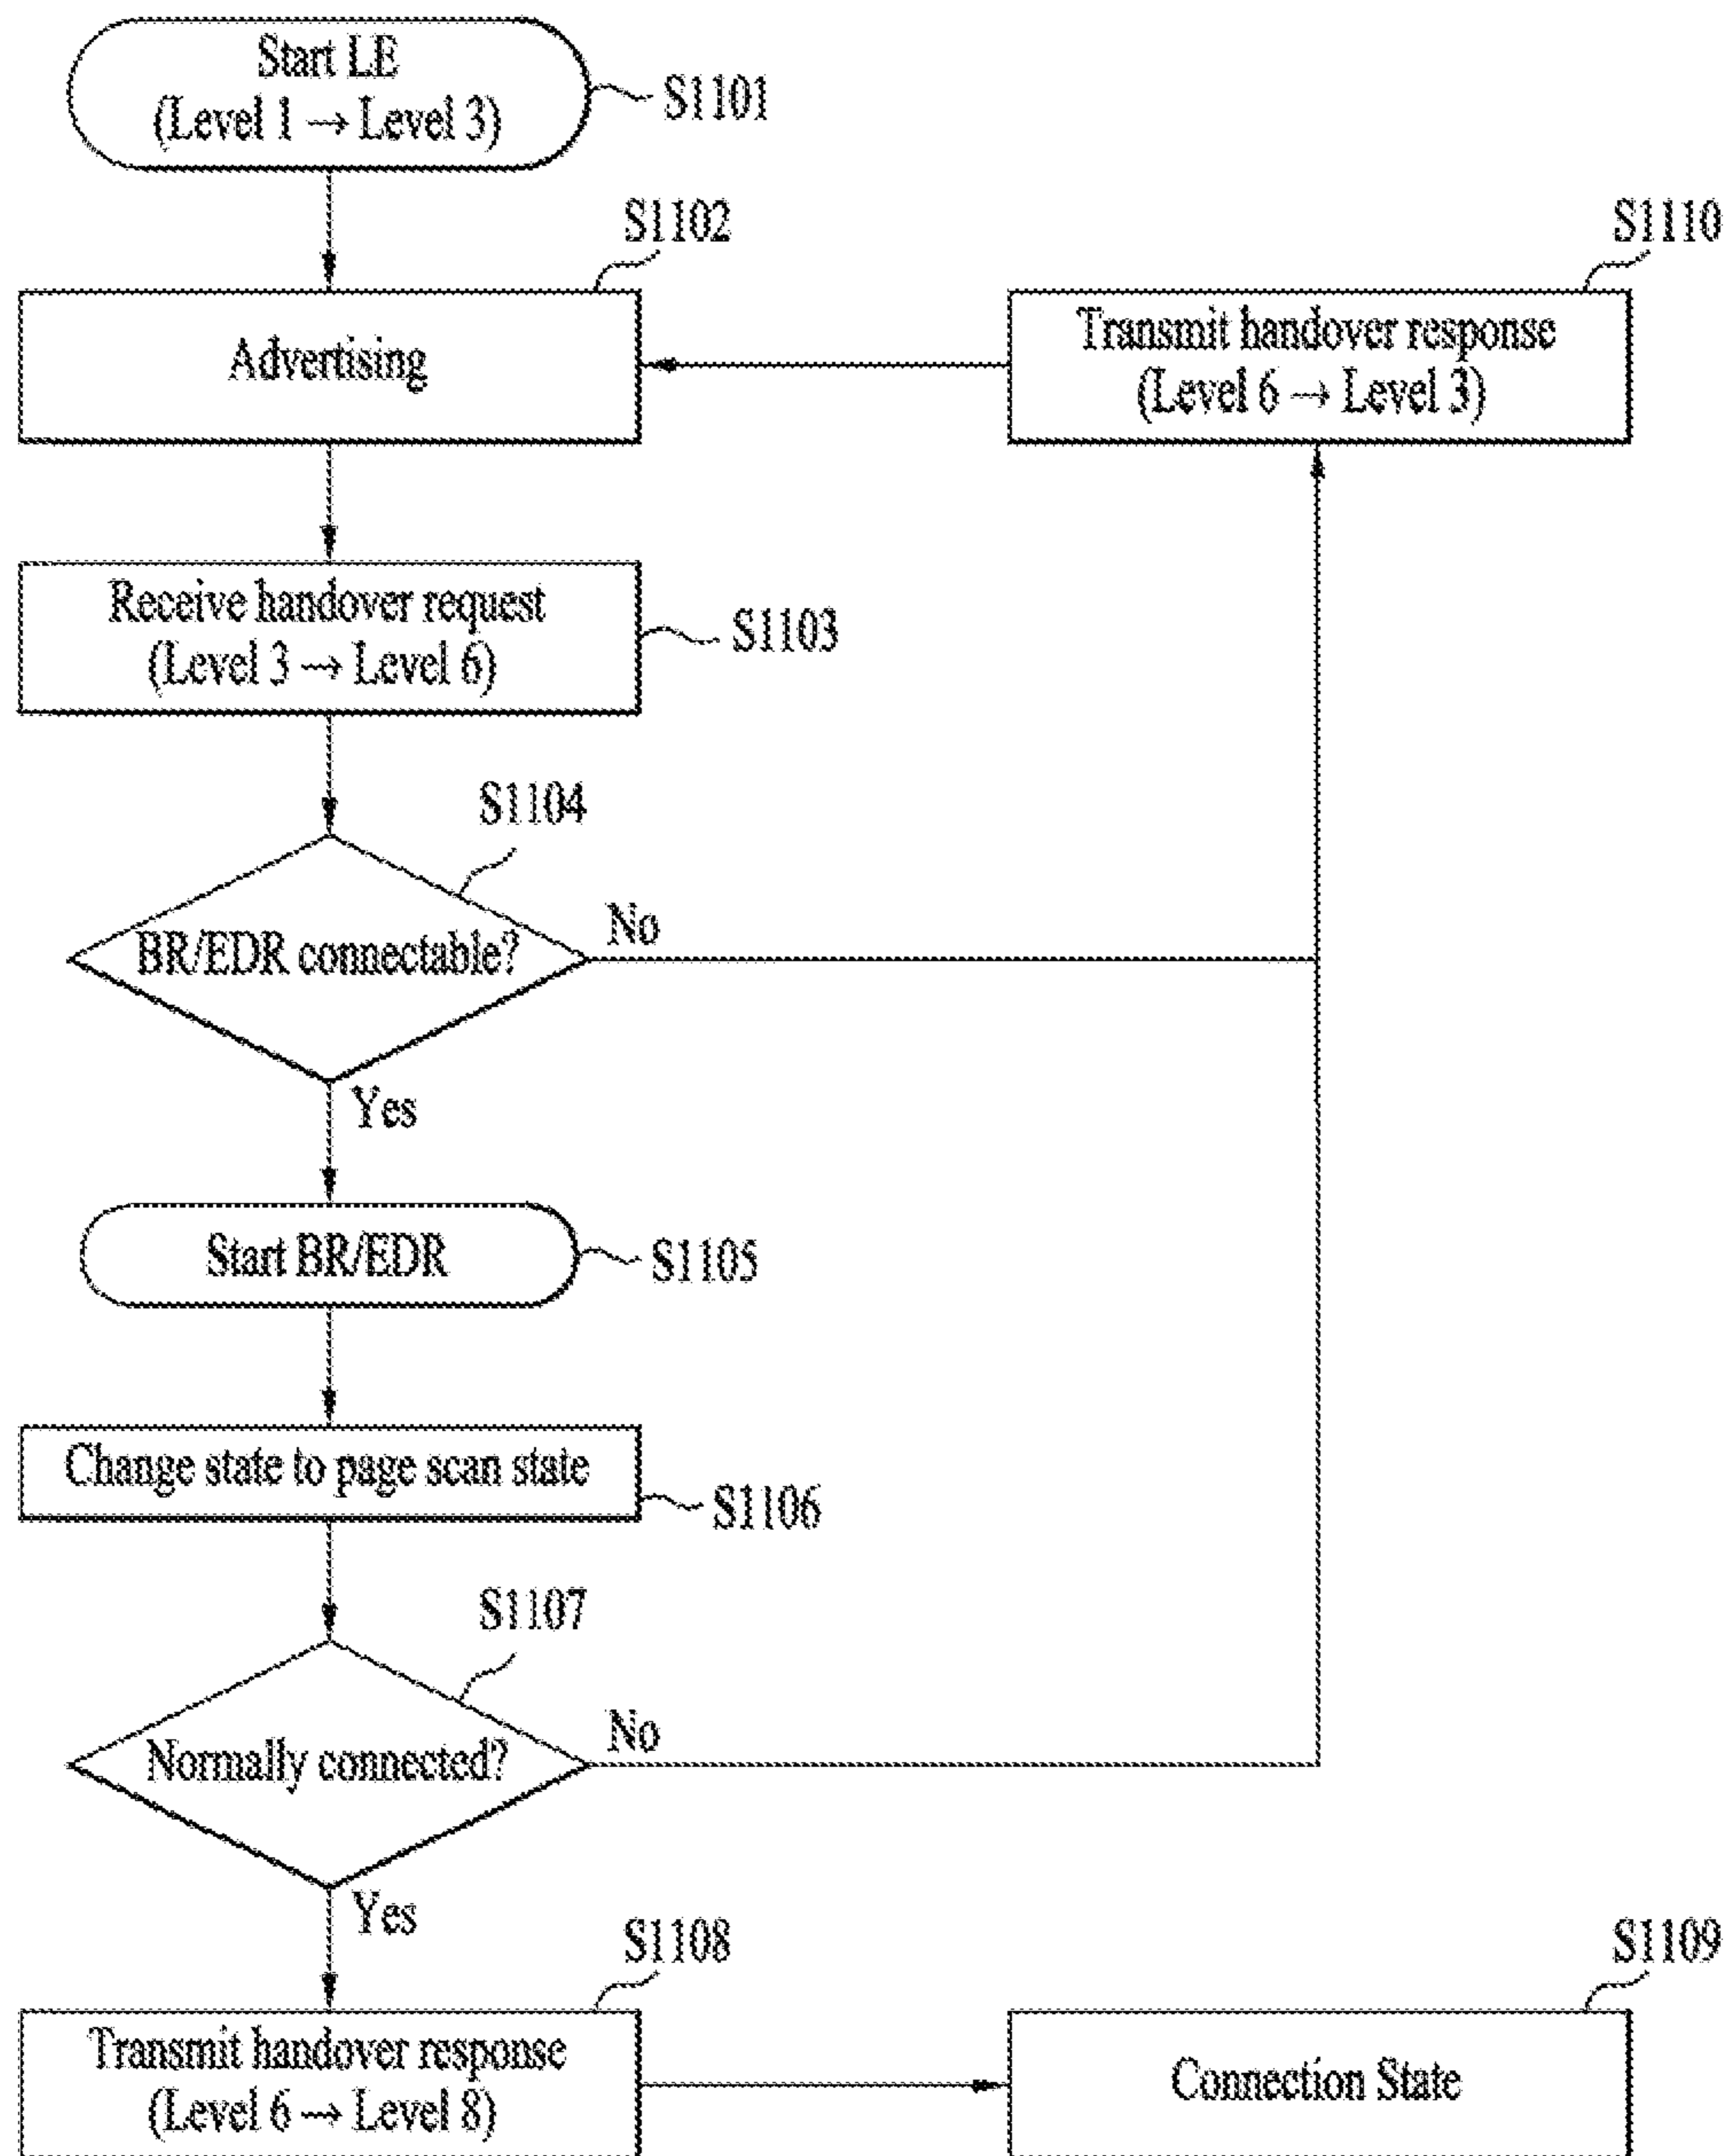 Start LE
(Level 1 → Level 3)
S1101
S1102
S1110
Advertising
Transmit handover response
(Level 6 → Level 3)
Receive handover request
(Level 3 → Level 6)
S1103
S1104
BR/EDR connectable?
No
Yes
Start BR/EDR
S1105
Change state to page scan state
S1106
S1107
Normally connected?
No
Yes
S1108
S1109
Transmit handover response
(Level 6 → Level 8)
Connection State